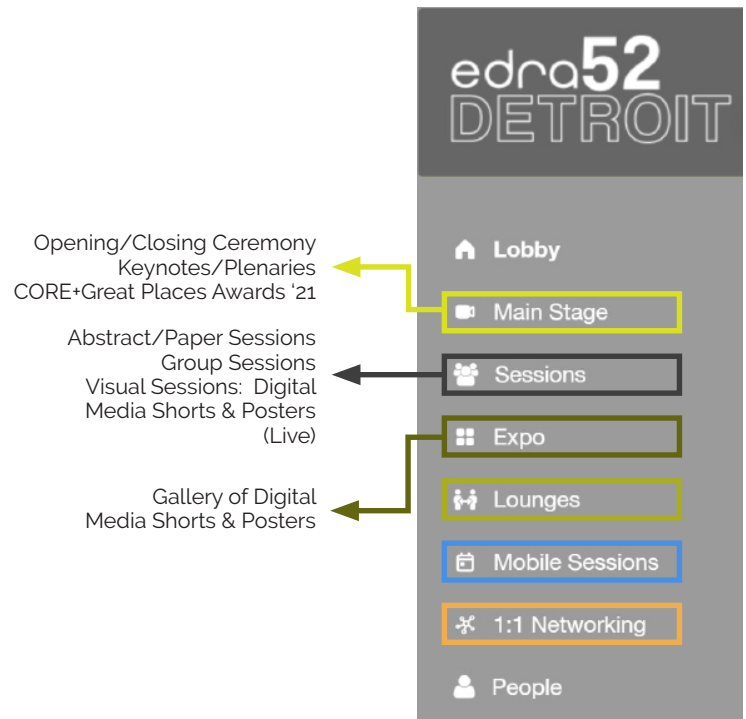 edra52
DETROIT
Opening/Closing Ceremony
Keynotes/Plenaries
CORE+Great Places Awards ‘21
Abstract/Paper Sessions
Group Sessions
Visual Sessions: Digital
Media Shorts & Posters
(Live)
Gallery of Digital
Media Shorts & Posters
Lobby
Main Stage
Sessions
Expo
Lounges
Mobile Sessions
1:1 Networking
People